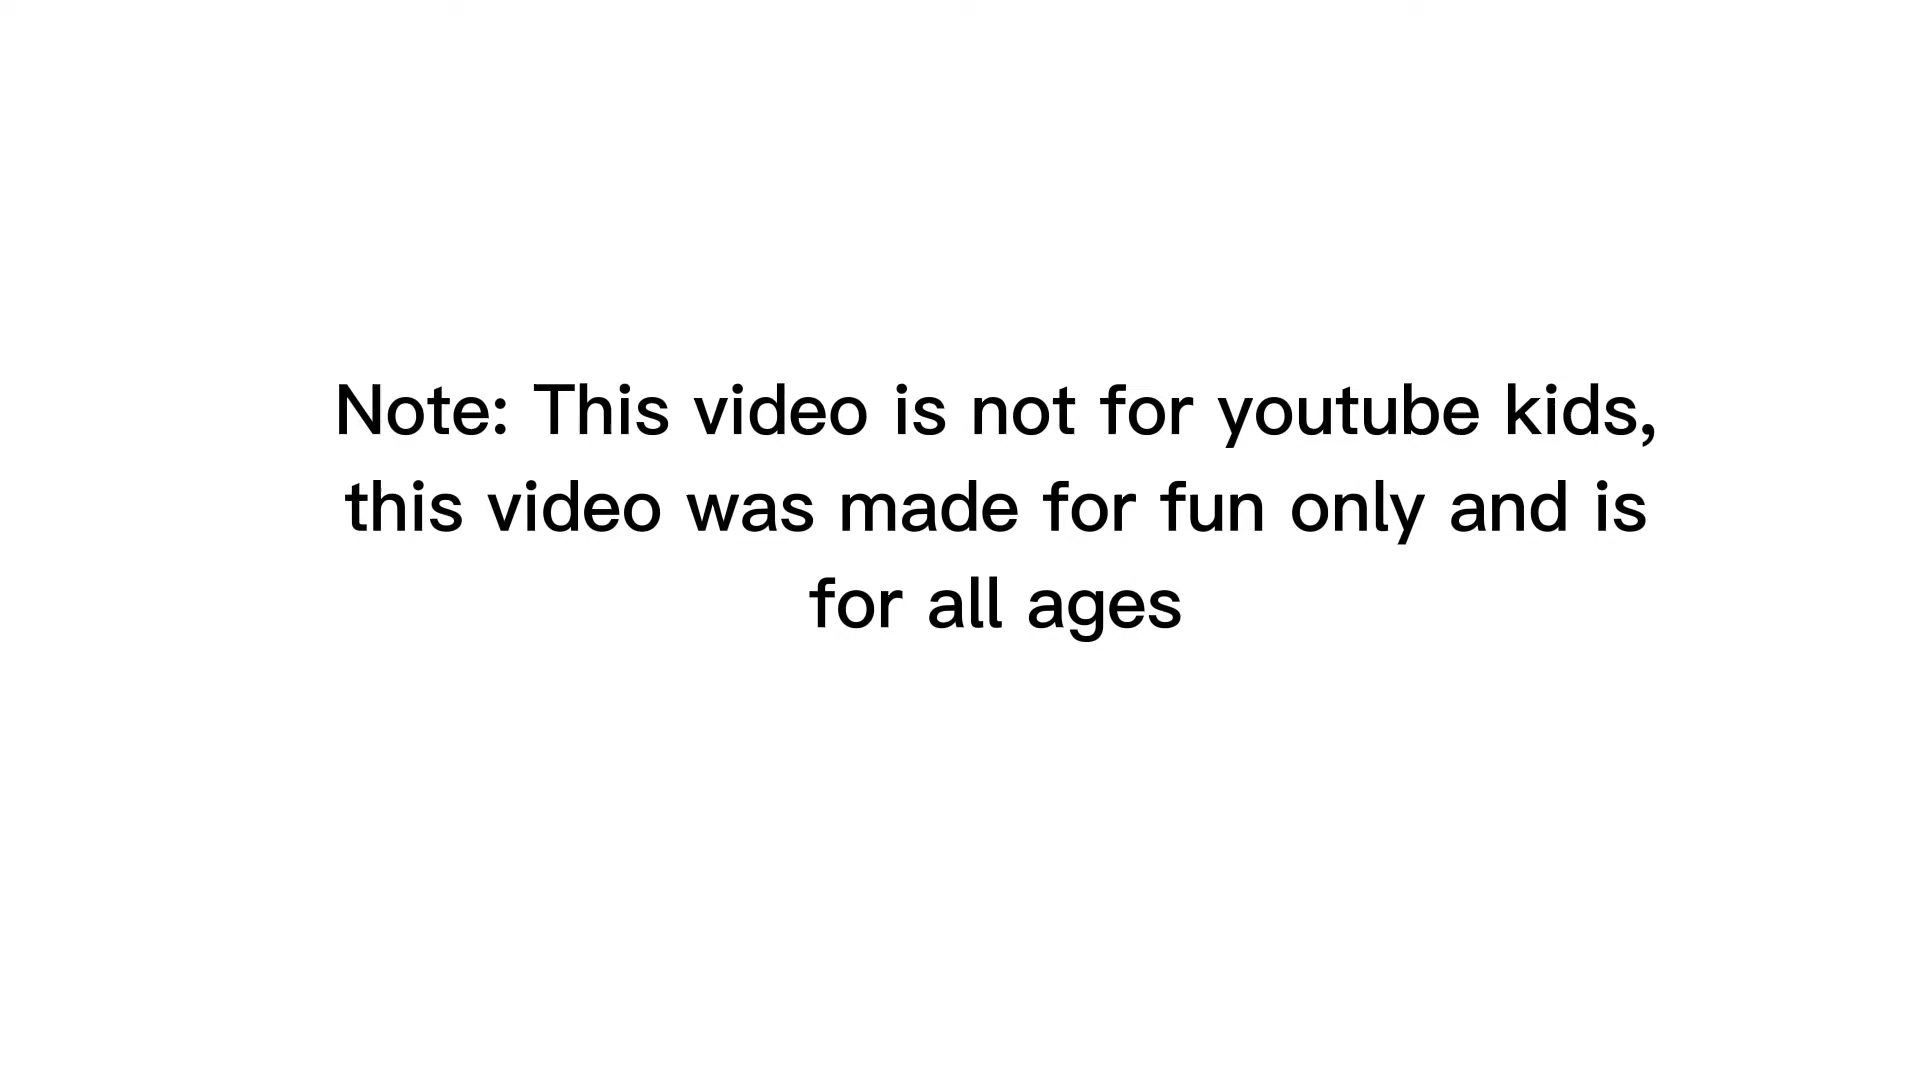 Note: This video is not for youtube kids,
this video was made for fun only and is
for all ages